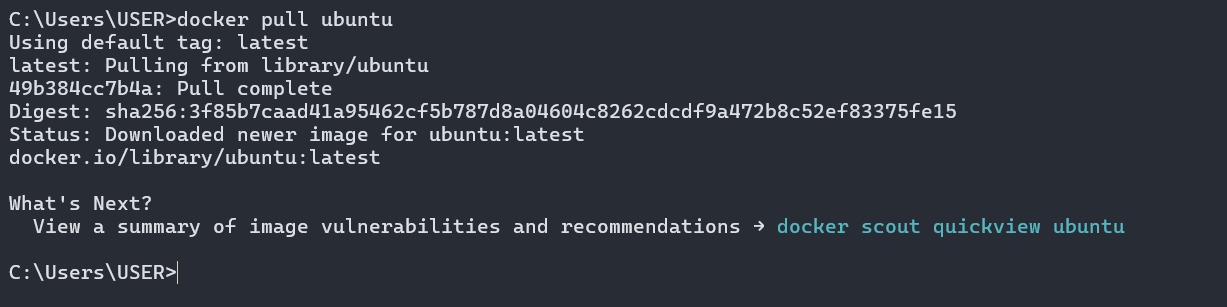 C:\Users\USER>docker pull ubuntu
Using default tag: latest
latest: Pulling from library/ubuntu
49b384cc7b4a: Pull complete
Digest: sha256:3f85b7caad41a95462cf5b787d8a04604c8262cdcdf9a472b8c52ef83375fe15
Status: Downloaded newer image for ubuntu:latest
docker.io/library/ubuntu:latest

What's Next?
  View a summary of image vulnerabilities and recommendations → docker scout quickview ubuntu

C:\Users\USER>